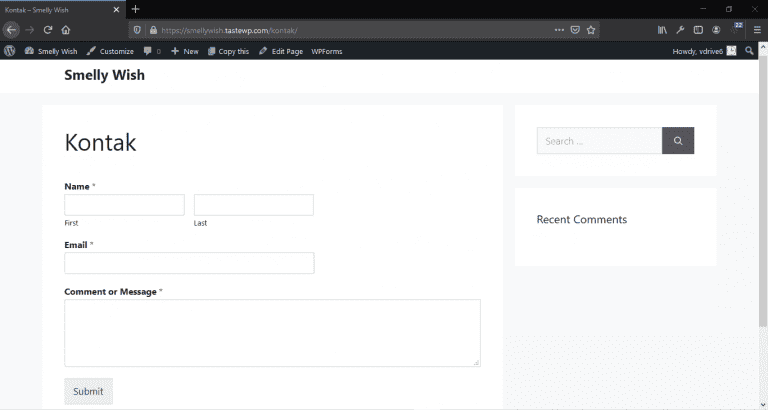 Kontak – Smelly Wish
https://smellywish.tastewp.com/kontak/
22
Smelly Wish Customize 0 New Copy this Edit Page WPForms Howdy, vdrive6
Smelly Wish
Kontak
Name *
First Last
Email *
Comment or Message *
Submit
Search …
Recent Comments